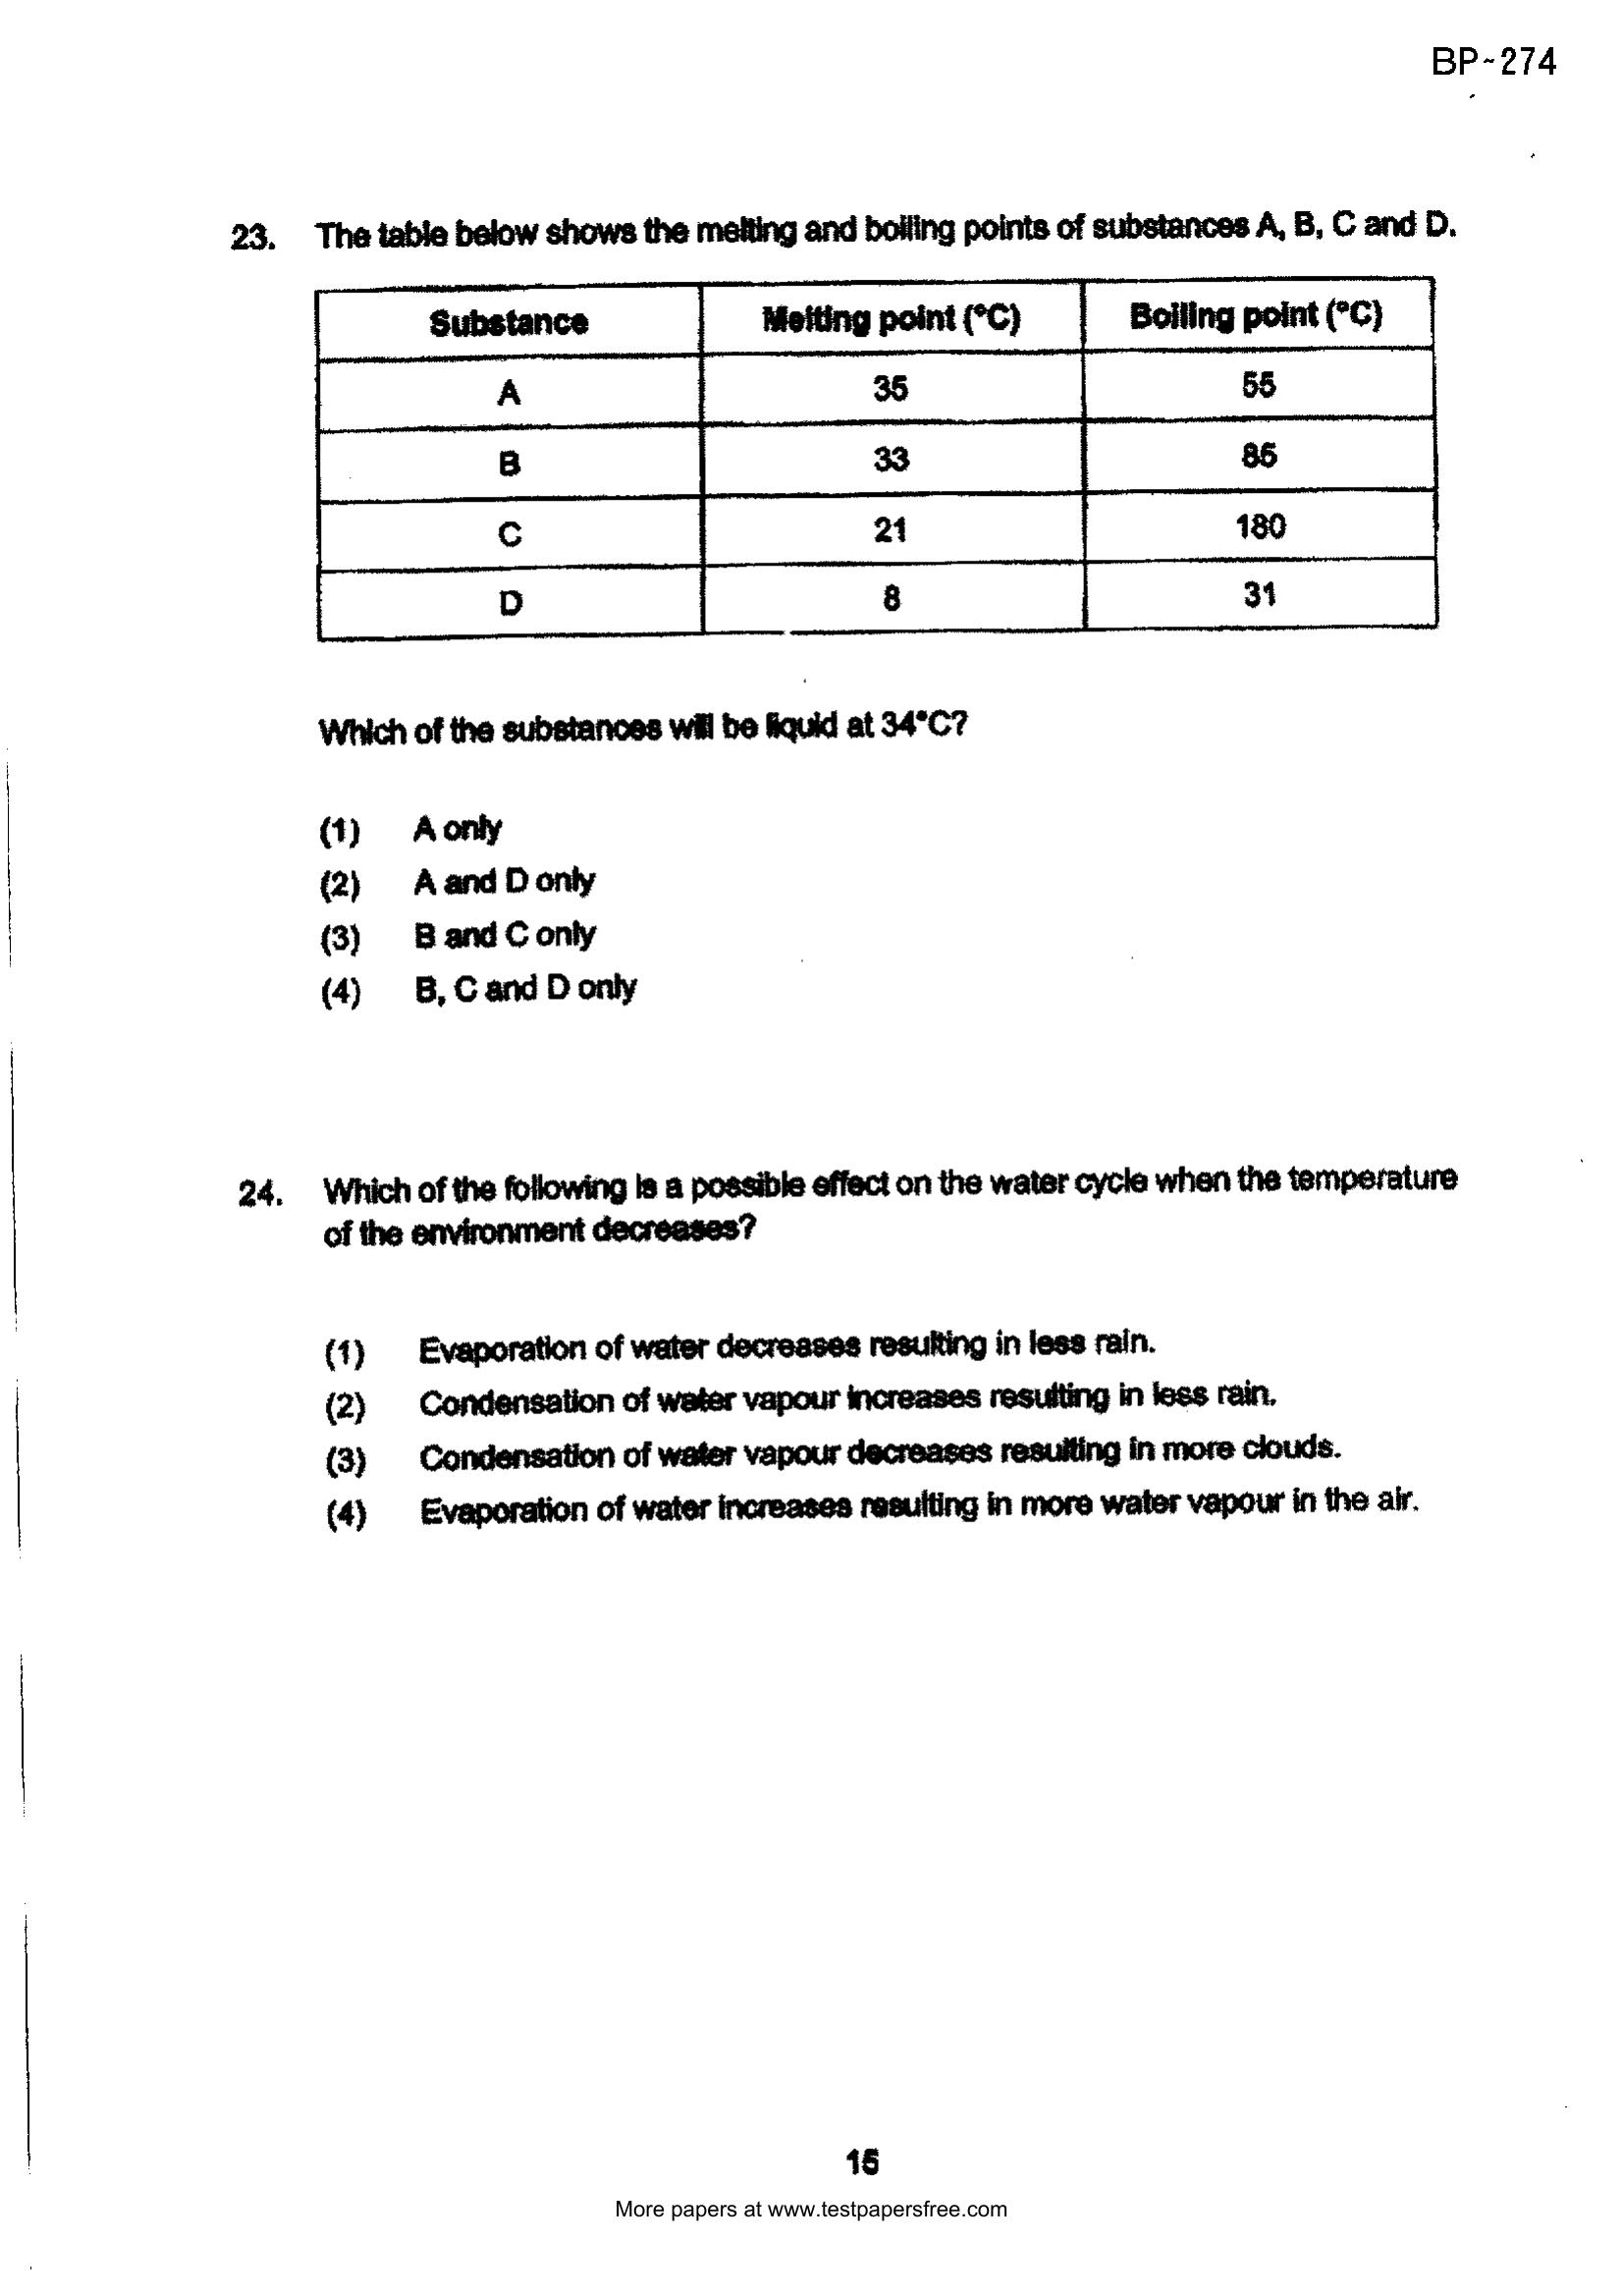 BP~274
23. The table below shows the melting and boiling points of substances A, B, C and D.
Substance Melting point (°C) Boiling point (°C)
A 35 55
B 33 85
C 21 180
D 8 31
Which of the substances will be liquid at 34°C?
(1) A only
(2) A and D only
(3) B and C only
(4) B, C and D only
24. Which of the following is a possible effect on the water cycle when the temperature
of the environment decreases?
(1) Evaporation of water decreases resulting in less rain.
(2) Condensation of water vapour increases resulting in less rain.
(3) Condensation of water vapour decreases resulting in more clouds.
(4) Evaporation of water increases resulting in more water vapour in the air.
15
More papers at www.testpapersfree.com